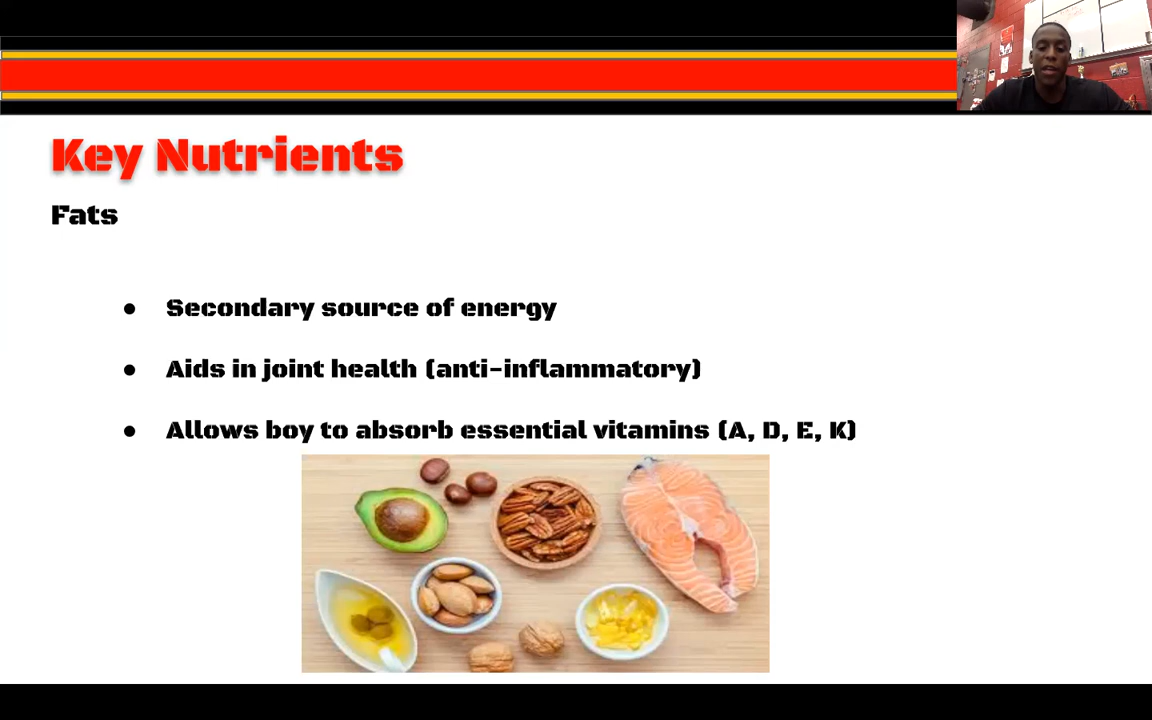 Key Nutrients
Fats
● Secondary source of energy
● Aids in joint health (anti-inflammatory)
● Allows boy to absorb essential vitamins (A, D, E, K)